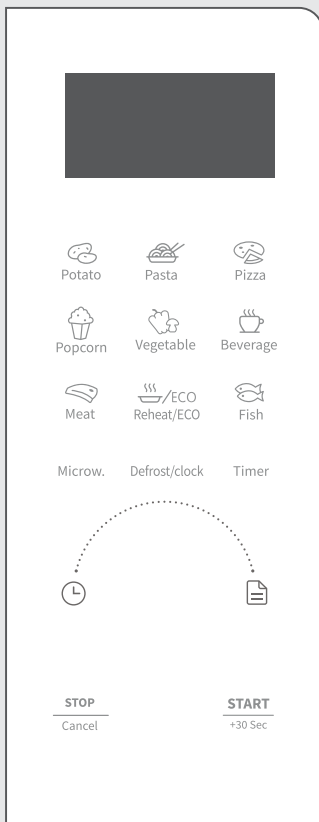 Potato Pasta Pizza
Popcorn Vegetable Beverage
/ECO
Meat Reheat/ECO Fish
Microw. Defrost/clock Timer
STOP START
Cancel +30 Sec